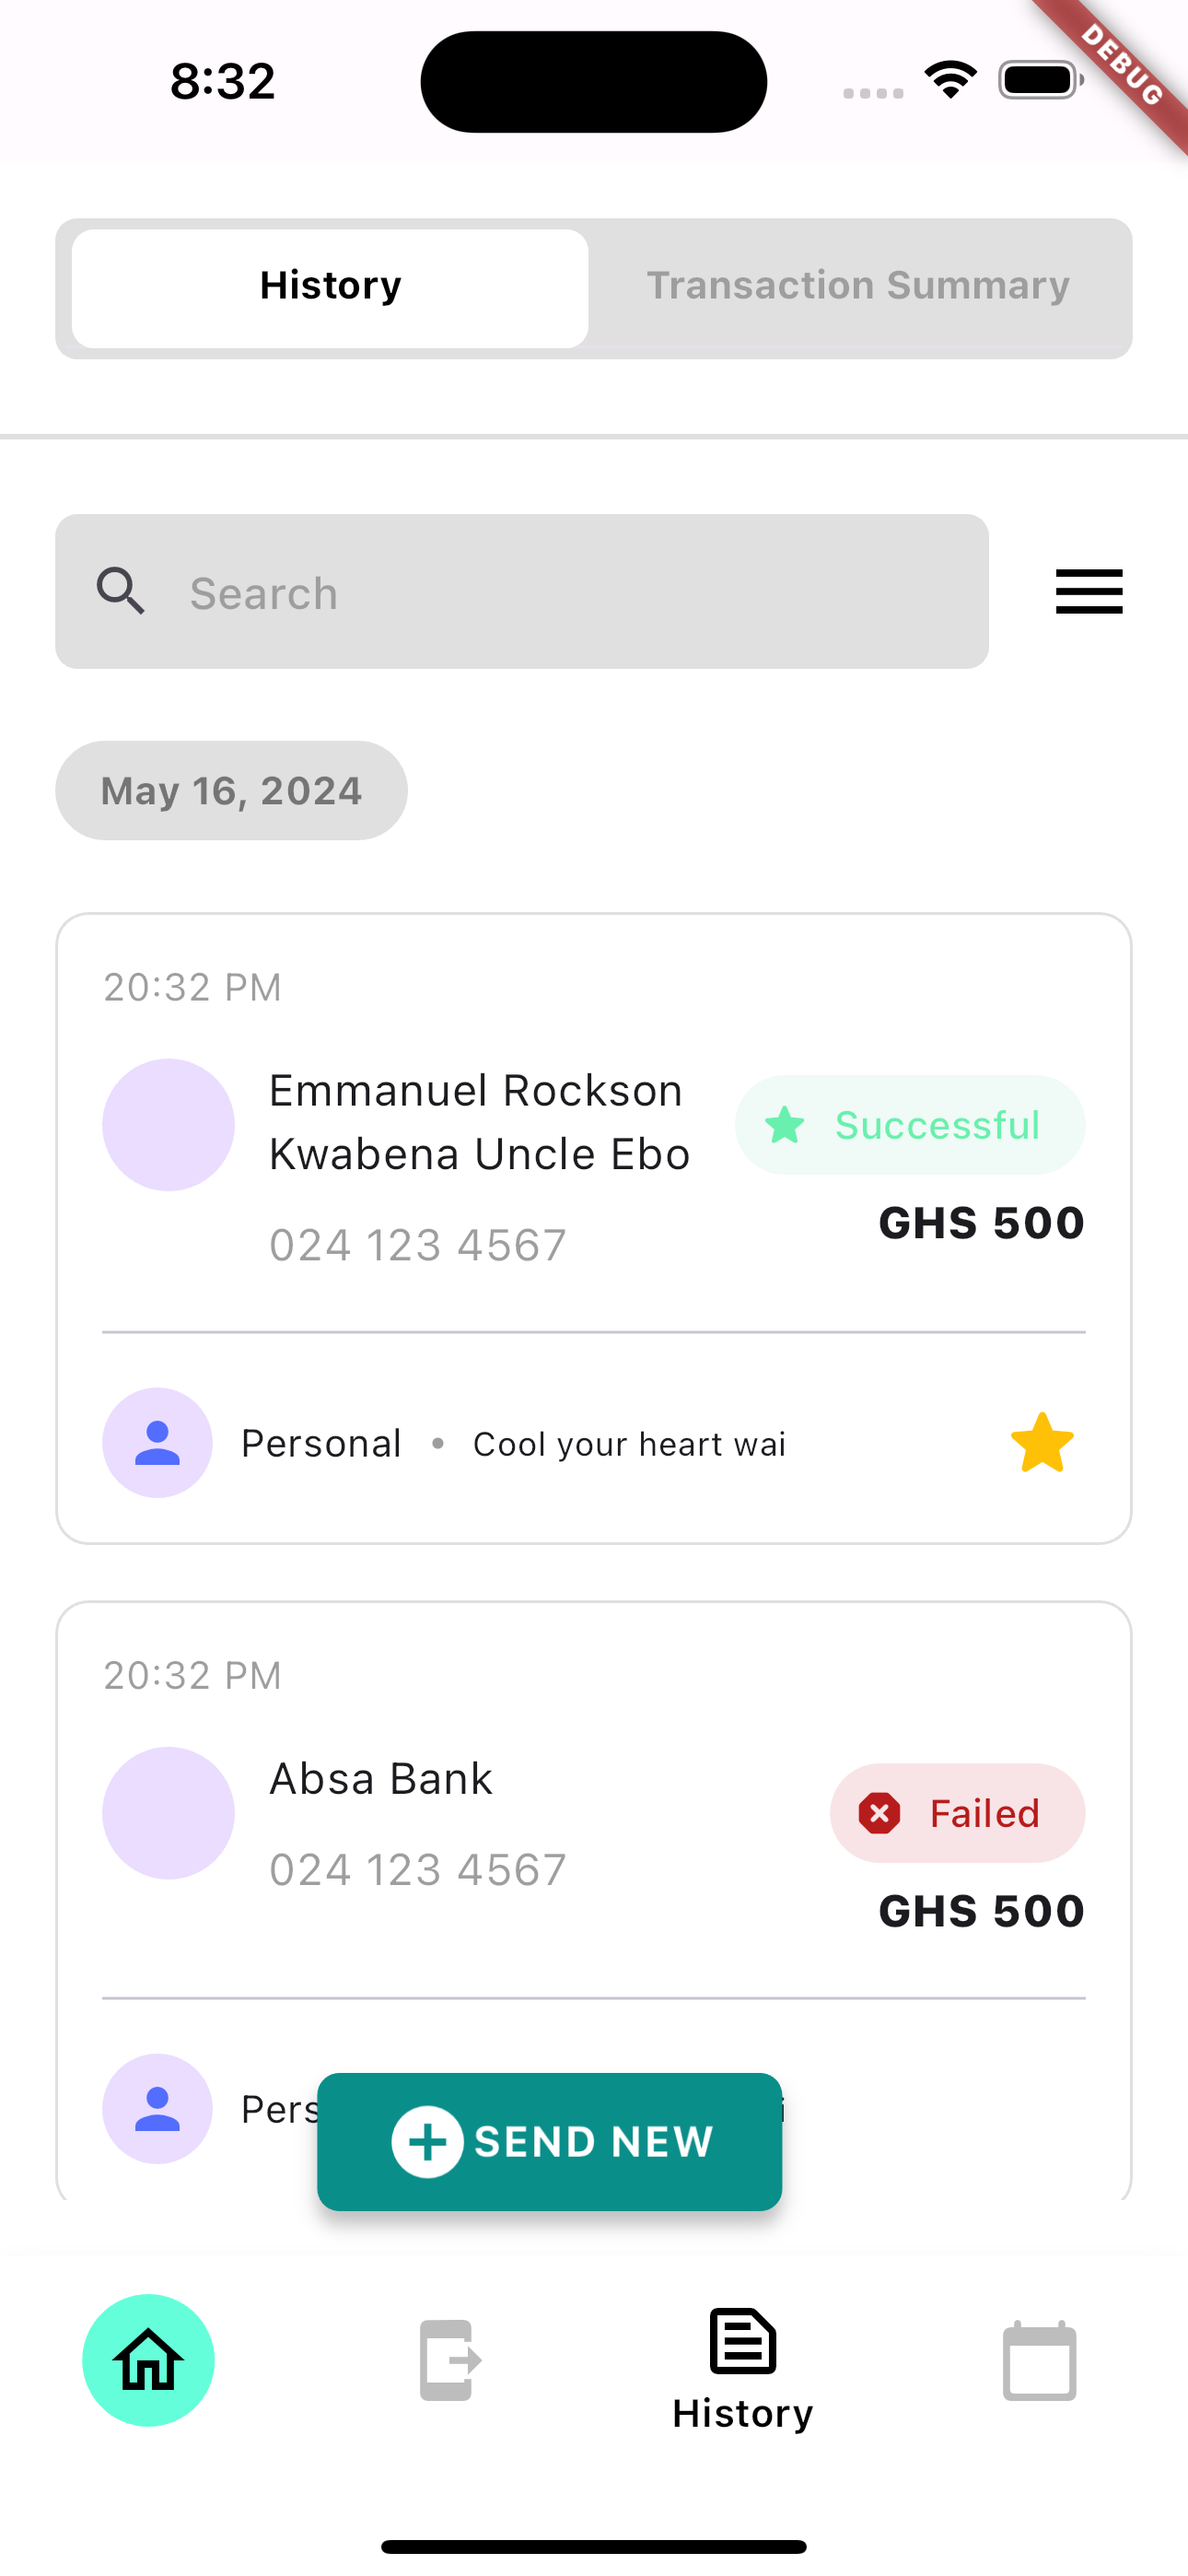 8:32
DEBUG
History
Transaction Summary
Search
May 16, 2024
20:32 PM
Emmanuel Rockson
Kwabena Uncle Ebo
024 123 4567
Successful
GHS 500
Personal • Cool your heart wai
20:32 PM
Absa Bank
024 123 4567
Failed
GHS 500
Pers
SEND NEW
History